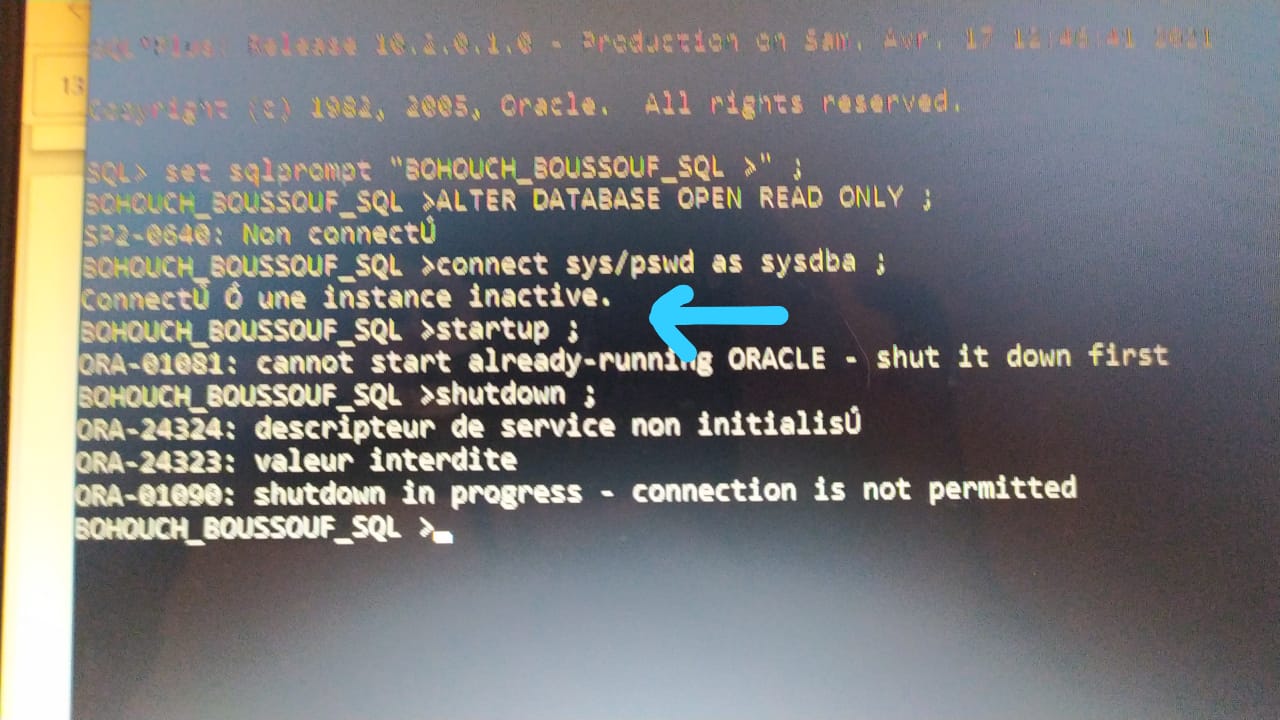 13
SQL*Plus: Release 10.2.0.1.0 - Production on Sam. Avr. 17 12:46:41 2021
Copyright (c) 1982, 2005, Oracle.  All rights reserved.
SQL> set sqlprompt "BOHOUCH_BOUSSOUF_SQL >" ;
BOHOUCH_BOUSSOUF_SQL >ALTER DATABASE OPEN READ ONLY ;
SP2-0640: Non connectÛ
BOHOUCH_BOUSSOUF_SQL >connect sys/pswd as sysdba ;
ConnectÛ Ó une instance inactive.
BOHOUCH_BOUSSOUF_SQL >startup ;
ORA-01081: cannot start already-running ORACLE - shut it down first
BOHOUCH_BOUSSOUF_SQL >shutdown ;
ORA-24324: descripteur de service non initialisÛ
ORA-24323: valeur interdite
ORA-01090: shutdown in progress - connection is not permitted
BOHOUCH_BOUSSOUF_SQL >